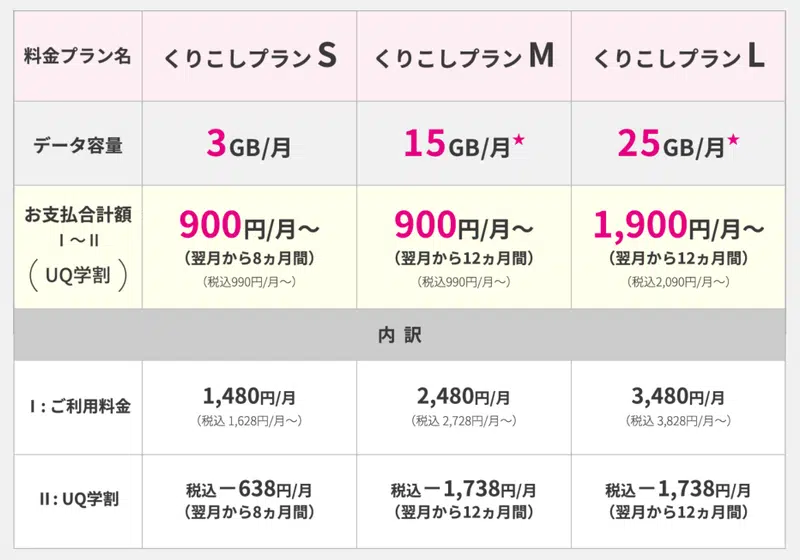 料金プラン名
くりこしプラン S
くりこしプラン M
くりこしプラン L
データ容量
3GB/月
15GB/月★
25GB/月★
お支払合計額
Ⅰ〜Ⅱ
(UQ学割)
900円/月〜
(翌月から8ヵ月間)
(税込990円/月〜)
900円/月〜
(翌月から12ヵ月間)
(税込990円/月〜)
1,900円/月〜
(翌月から12ヵ月間)
(税込2,090円/月〜)
内 訳
Ⅰ:ご利用料金
1,480円/月
(税込 1,628円/月〜)
2,480円/月
(税込 2,728円/月〜)
3,480円/月
(税込 3,828円/月〜)
Ⅱ:UQ学割
税込−638円/月
(翌月から8ヵ月間)
税込−1,738円/月
(翌月から12ヵ月間)
税込−1,738円/月
(翌月から12ヵ月間)